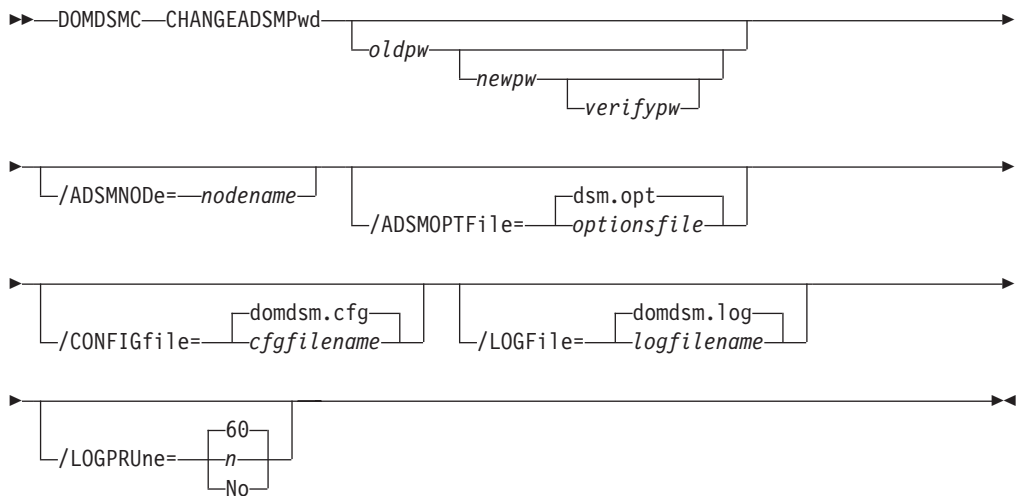 DOMDSMC CHANGEADSMPwd
oldpw
newpw
verifypw
/ADSMNODe= nodename
dsm.opt
/ADSMOPTFile= optionsfile
domdsm.cfg
/CONFIGfile= cfgfilename
domdsm.log
/LOGFile= logfilename
60
/LOGPRUne= n
No